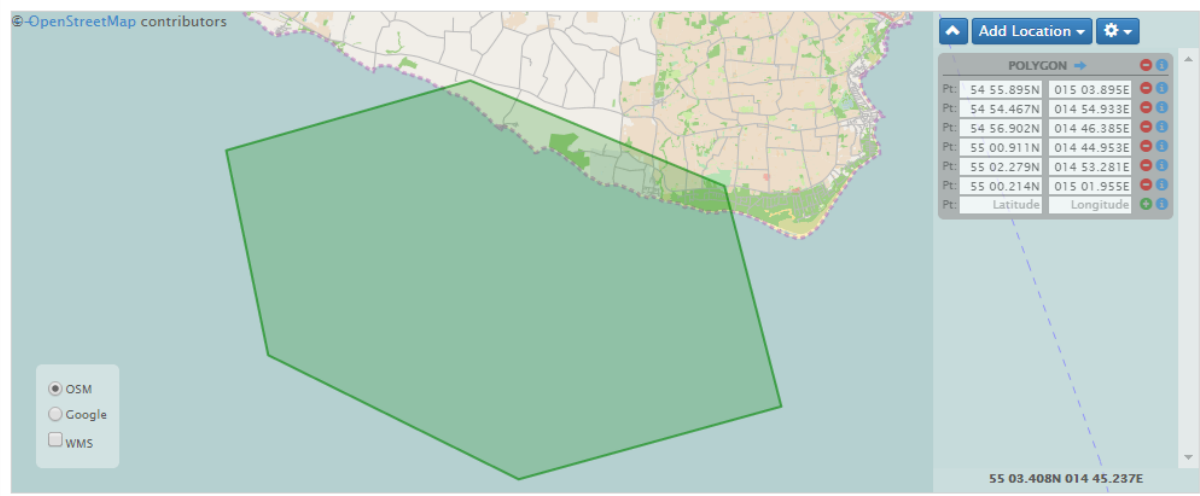 © OpenStreetMap contributors
Add Location
POLYGON
Pt: 54 55.895N 015 03.895E
Pt: 54 54.467N 014 54.933E
Pt: 54 56.902N 014 46.385E
Pt: 55 00.911N 014 44.953E
Pt: 55 02.279N 014 53.281E
Pt: 55 00.214N 015 01.955E
Pt: Latitude Longitude
OSM
Google
WMS
55 03.408N 014 45.237E